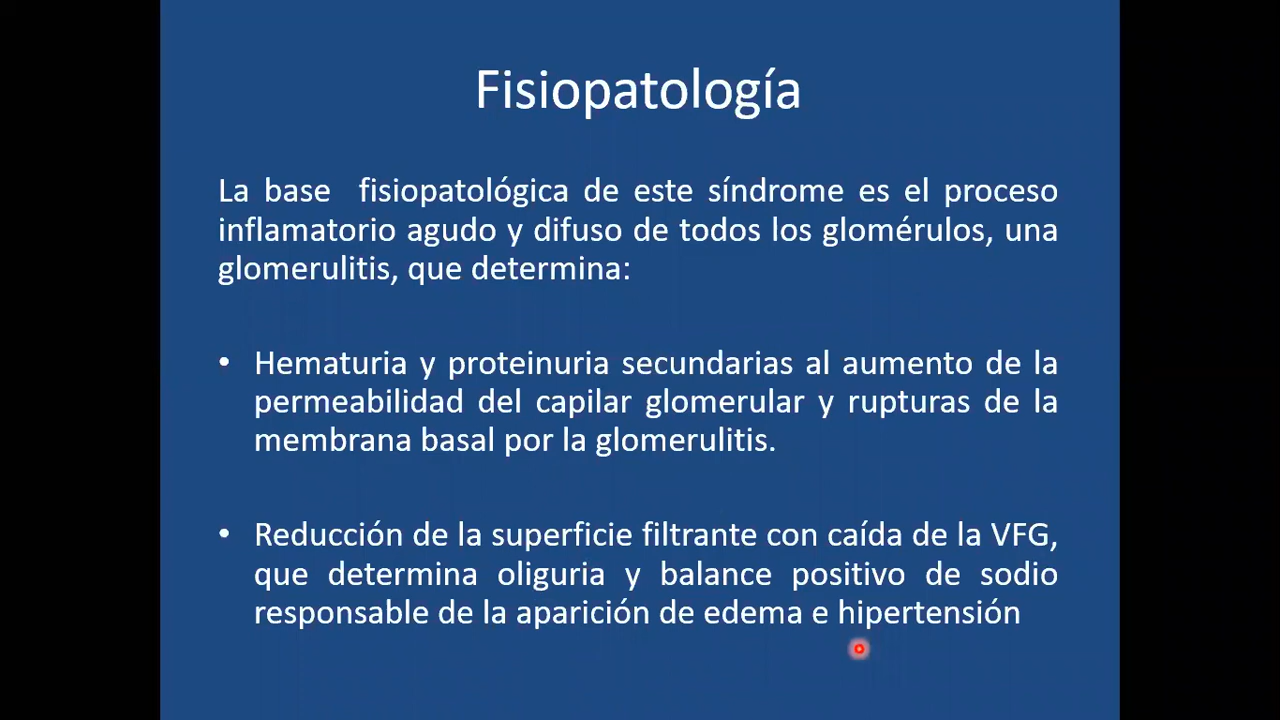 Fisiopatología
La base fisiopatológica de este síndrome es el proceso
inflamatorio agudo y difuso de todos los glomérulos, una
glomerulitis, que determina:
• Hematuria y proteinuria secundarias al aumento de la
permeabilidad del capilar glomerular y rupturas de la
membrana basal por la glomerulitis.
• Reducción de la superficie filtrante con caída de la VFG,
que determina oliguria y balance positivo de sodio
responsable de la aparición de edema e hipertensión